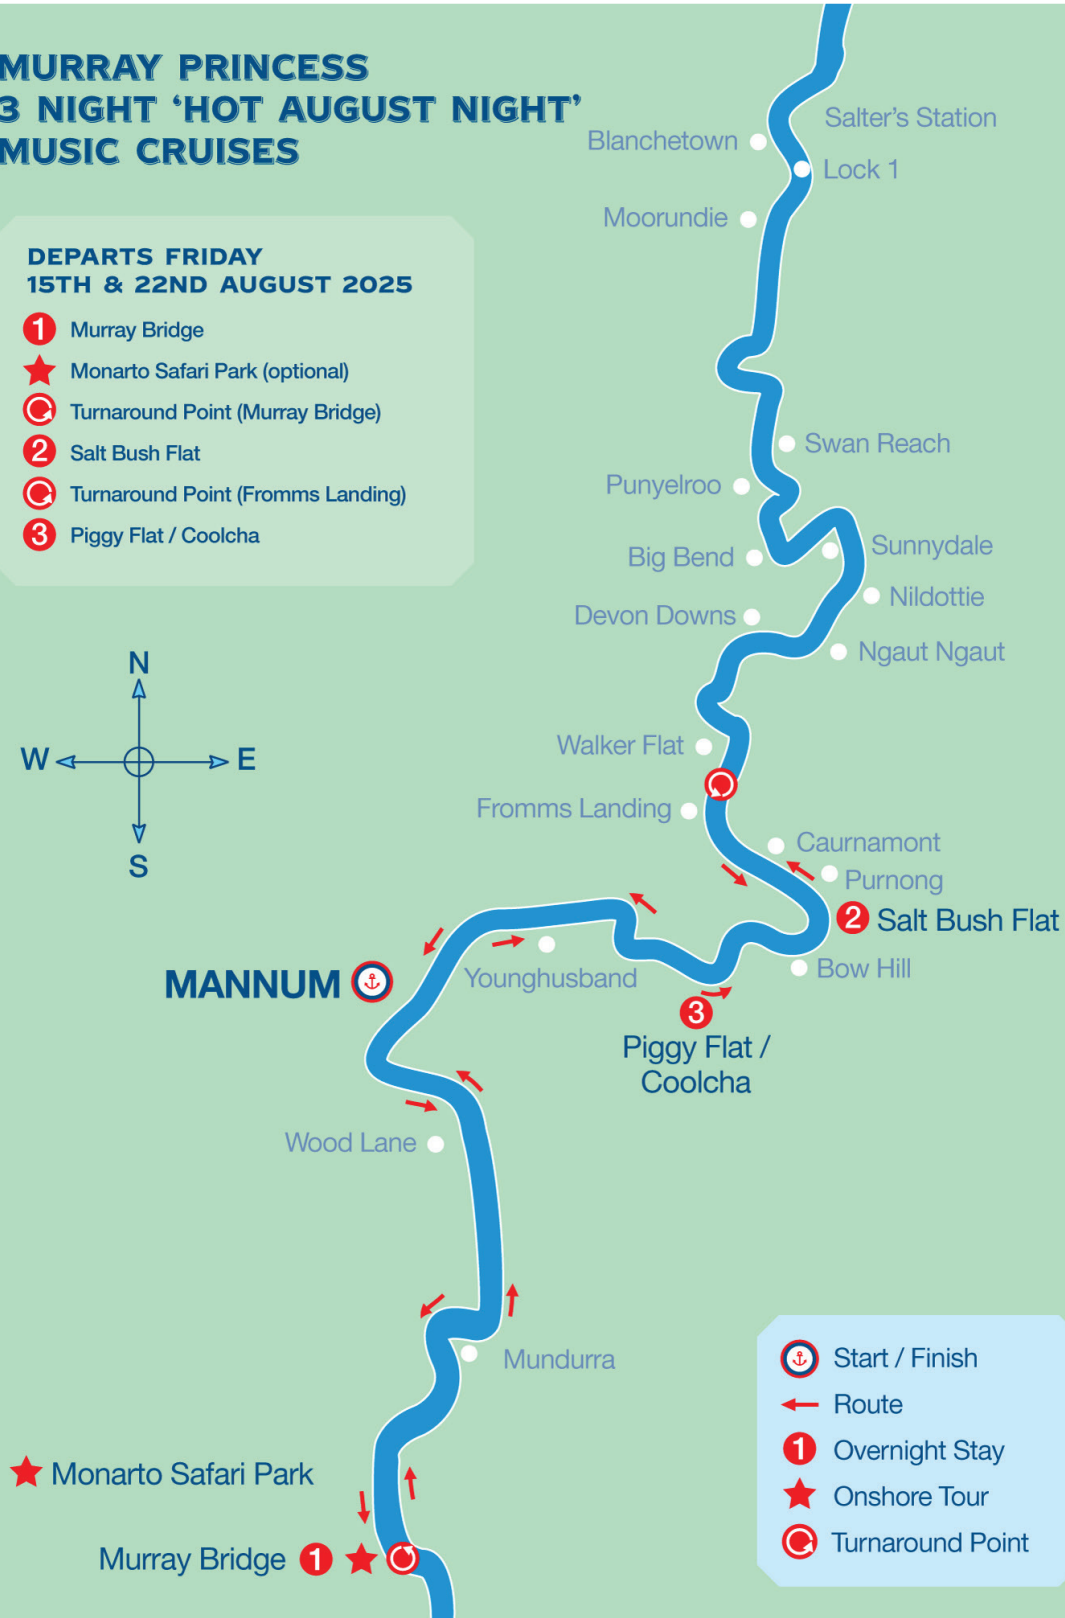 MURRAY PRINCESS
3 NIGHT ‘HOT AUGUST NIGHT’
MUSIC CRUISES
DEPARTS FRIDAY
15TH & 22ND AUGUST 2025
1 Murray Bridge
Monarto Safari Park (optional)
Turnaround Point (Murray Bridge)
2 Salt Bush Flat
Turnaround Point (Fromms Landing)
3 Piggy Flat / Coolcha
N
W
E
S
Salter's Station
Blanchetown
Lock 1
Moorundie
Swan Reach
Punyelroo
Sunnydale
Big Bend
Nildottie
Devon Downs
Ngaut Ngaut
Walker Flat
Fromms Landing
Caurnamont
Purnong
2 Salt Bush Flat
Bow Hill
MANNUM
Younghusband
3
Piggy Flat /
Coolcha
Wood Lane
Mundurra
Monarto Safari Park
Murray Bridge 1
Start / Finish
Route
1 Overnight Stay
Onshore Tour
Turnaround Point